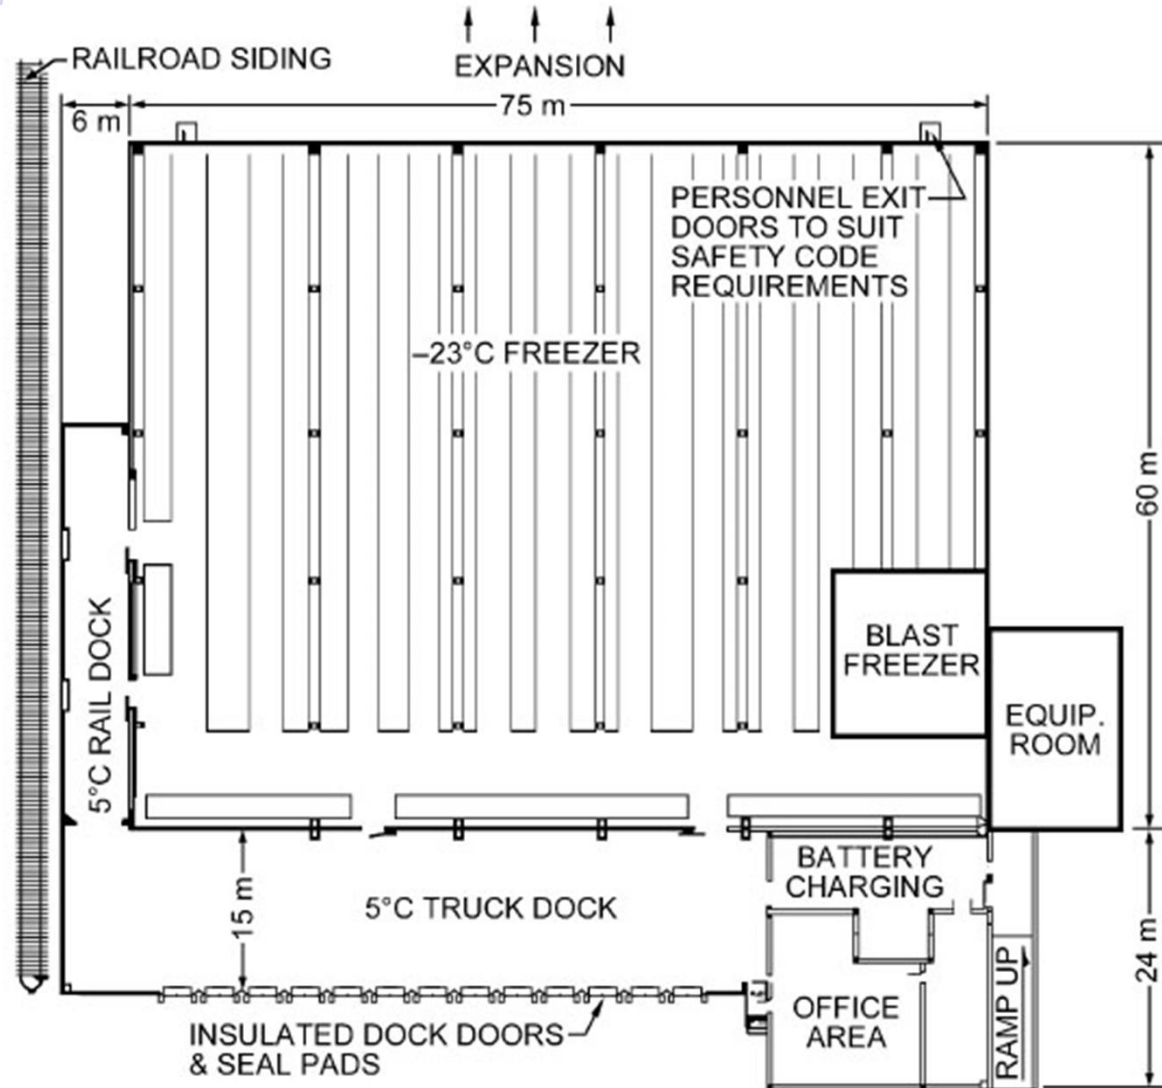 RAILROAD SIDING
EXPANSION
6 m
75 m
PERSONNEL EXIT
DOORS TO SUIT
SAFETY CODE
REQUIREMENTS
–23°C FREEZER
60 m
5°C RAIL DOCK
BLAST
FREEZER
EQUIP.
ROOM
BATTERY
CHARGING
15 m
5°C TRUCK DOCK
24 m
RAMP UP
OFFICE
AREA
INSULATED DOCK DOORS
& SEAL PADS